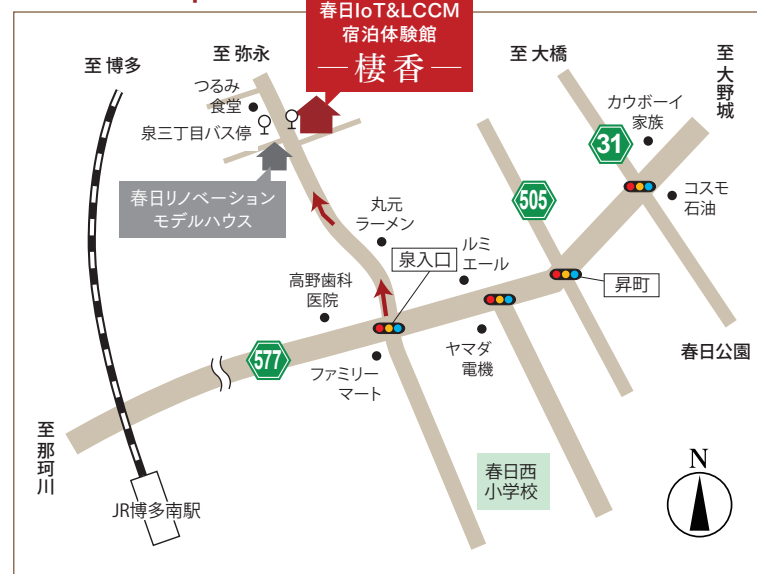 春日IoT&LCCM
宿泊体験館
棲香
至 博多
至 弥永
至 大橋
至 大野城
つるみ
食堂
泉三丁目バス停
カウボーイ
家族
31
505
コスモ
石油
春日リノベーション
モデルハウス
丸元
ラーメン
泉入口
ルミ
エール
昇町
高野歯科
医院
577
ファミリー
マート
ヤマダ
電機
春日公園
至 那珂川
春日西
小学校
JR博多南駅
N